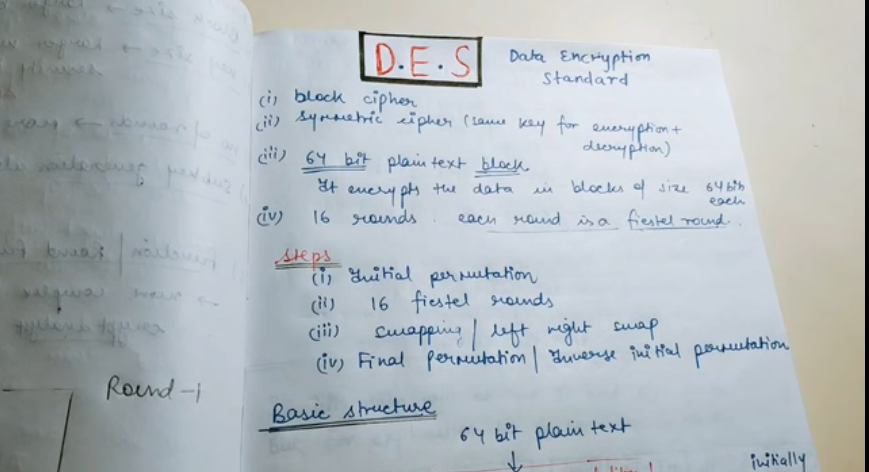 D.E.S Data Encryption
Standard
(i) block cipher
(ii) symmetric cipher (same key for encryption +
decryption)
(iii) 64 bit plain text block
It encrypts the data in blocks of size 64 bits
each
(iv) 16 rounds. each round is a fiestel round.
steps
(i) Initial permutation
(ii) 16 fiestel rounds
(iii) swapping | left right swap
(iv) Final permutation | Inverse initial permutation
Round-1
Basic structure
64 bit plain text
initially